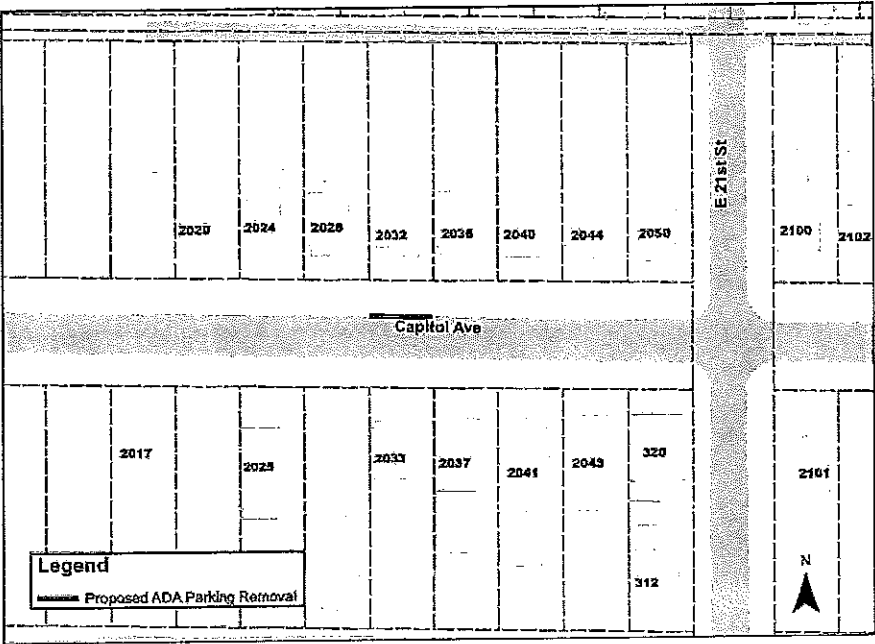 E 21st St
2020 2024 2028 2032 2036 2040 2044 2050 2100 2102
Capitol Ave
2017 2025 2033 2037 2041 2043 320 2101
312
Legend
Proposed ADA Parking Removal
N